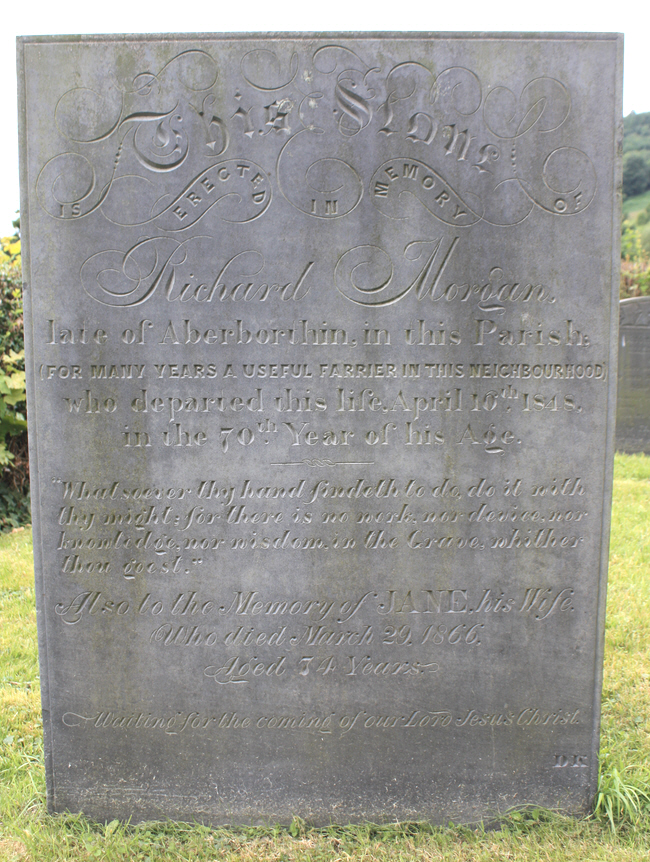 This Stone
IS ERECTED IN MEMORY OF
Richard Morgan,
late of Aberborthin, in this Parish;
(FOR MANY YEARS A USEFUL FARRIER IN THIS NEIGHBOURHOOD)
who departed this life, April 10th. 1848,
in the 70th. Year of his Age.
"Whatsoever thy hand findeth to do, do it with
thy might; for there is no work, nor device, nor
knowledge, nor wisdom, in the Grave, whither
thou goest."
Also to the Memory of JANE, his Wife.
Who died March 29, 1866,
Aged 74 Years
Waiting for the coming of our Lord Jesus Christ.